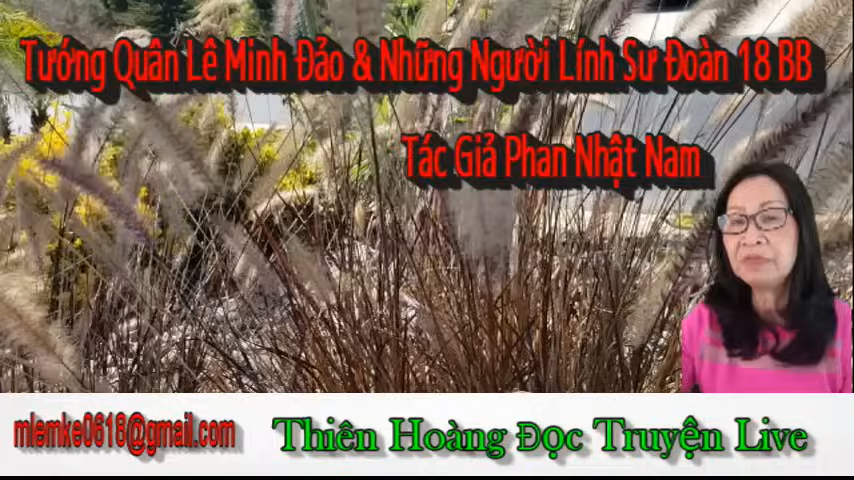 Tướng Quân Lê Minh Đảo & Những Người Lính Sư Đoàn 18 BB
Tác Giả Phan Nhật Nam
mlemke0618@gmail.com
Thiên Hoàng Đọc Truyện Live